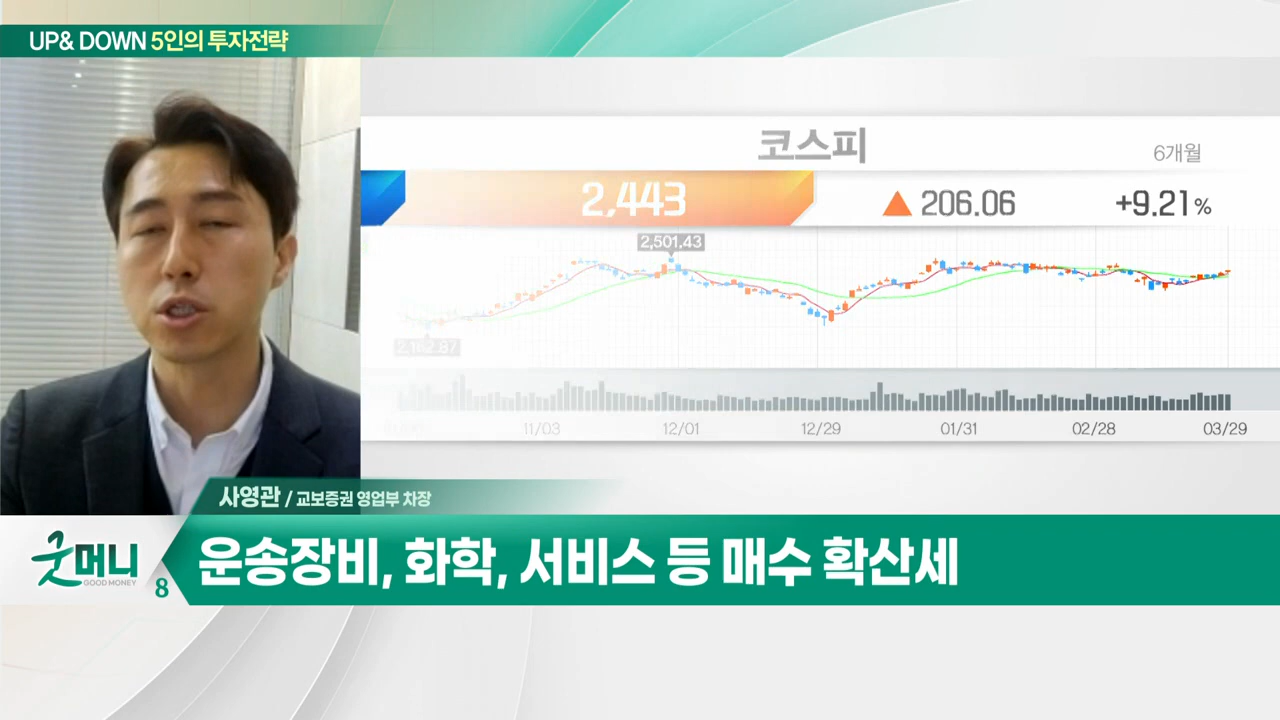 UP& DOWN 5인의 투자전략
코스피
6개월
2,443
▲ 206.06
+9.21%
2,501.43
11/03
12/01
12/29
01/31
02/28
03/29
사영관 / 교보증권 영업부 차장
굿머니
GOOD MONEY
8
운송장비, 화학, 서비스 등 매수 확산세